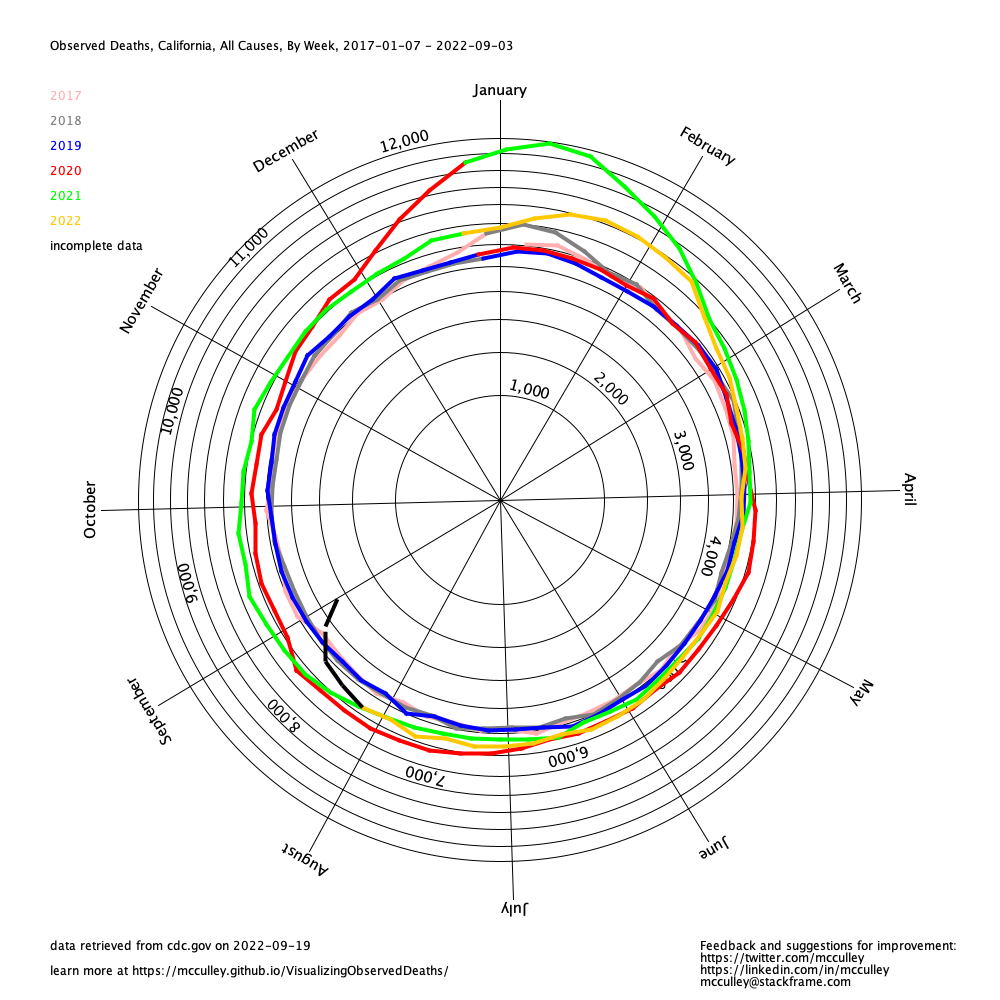 Observed Deaths, California, All Causes, By Week, 2017-01-07 - 2022-09-03
2017
2018
2019
2020
2021
2022
incomplete data
January
February
March
April
May
June
July
August
September
October
November
December
1,000
2,000
3,000
4,000
6,000
7,000
8,000
9,000
10,000
11,000
12,000
data retrieved from cdc.gov on 2022-09-19
learn more at https://mcculley.github.io/VisualizingObservedDeaths/
Feedback and suggestions for improvement:
https://twitter.com/mcculley
https://linkedin.com/in/mcculley
mcculley@stackframe.com